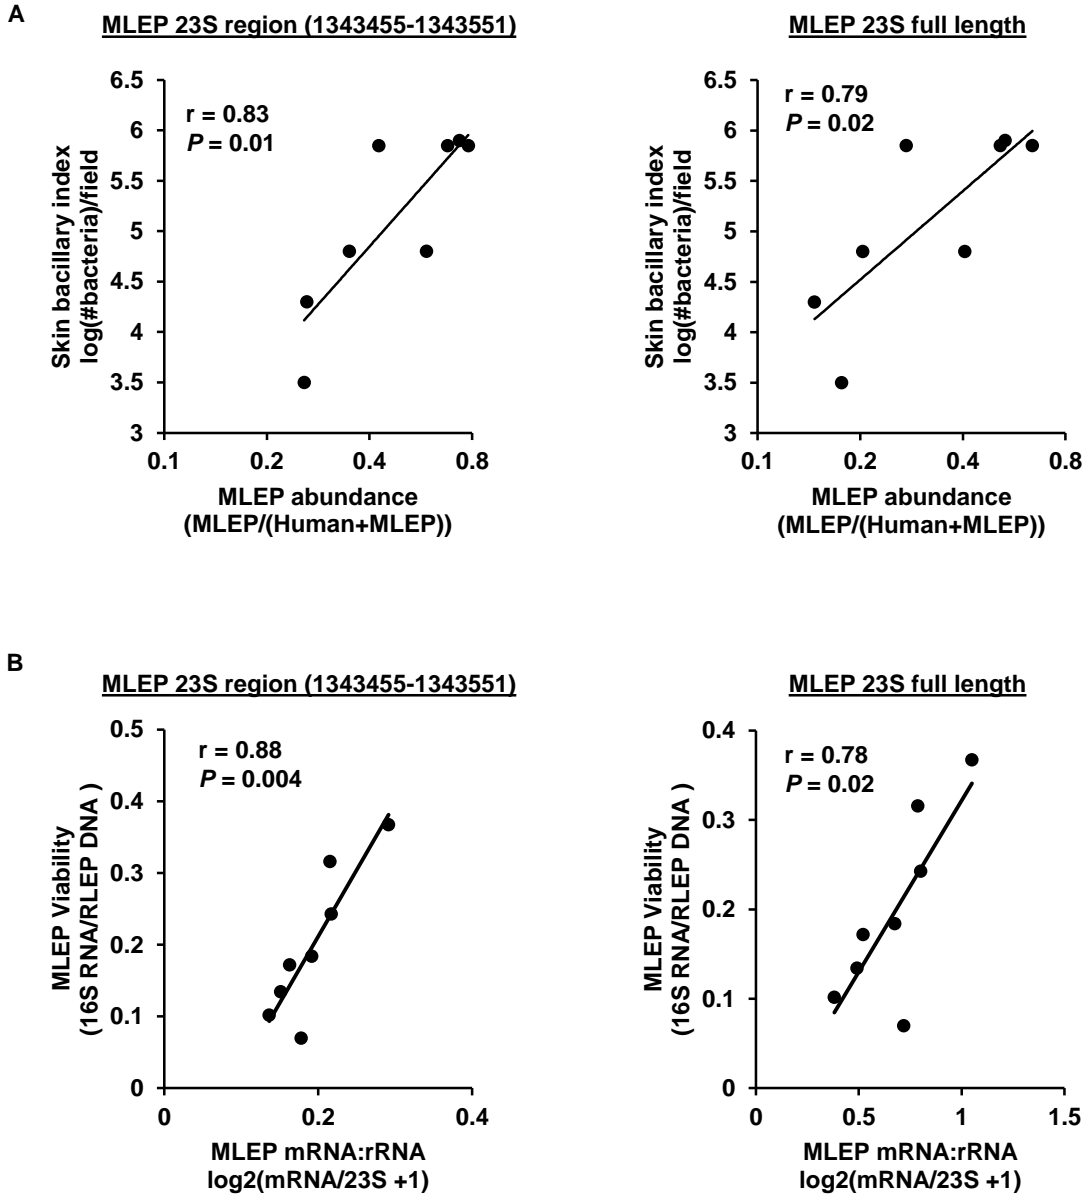 A
MLEP 23S region (1343455-1343551)
MLEP 23S full length
6.5
6
5.5
5
4.5
4
3.5
3
r = 0.83
P = 0.01
Skin bacillary index
log(#bacteria)/field
0.1 0.2 0.4 0.8
MLEP abundance
(MLEP/(Human+MLEP))
6.5
6
5.5
5
4.5
4
3.5
3
r = 0.79
P = 0.02
Skin bacillary index
log(#bacteria)/field
0.1 0.2 0.4 0.8
MLEP abundance
(MLEP/(Human+MLEP))
B
MLEP 23S region (1343455-1343551)
MLEP 23S full length
0.5
0.4
0.3
0.2
0.1
0
r = 0.88
P = 0.004
MLEP Viability
(16S RNA/RLEP DNA )
0 0.2 0.4
MLEP mRNA:rRNA
log2(mRNA/23S +1)
0.4
0.3
0.2
0.1
0
r = 0.78
P = 0.02
MLEP Viability
(16S RNA/RLEP DNA )
0 0.5 1 1.5
MLEP mRNA:rRNA
log2(mRNA/23S +1)